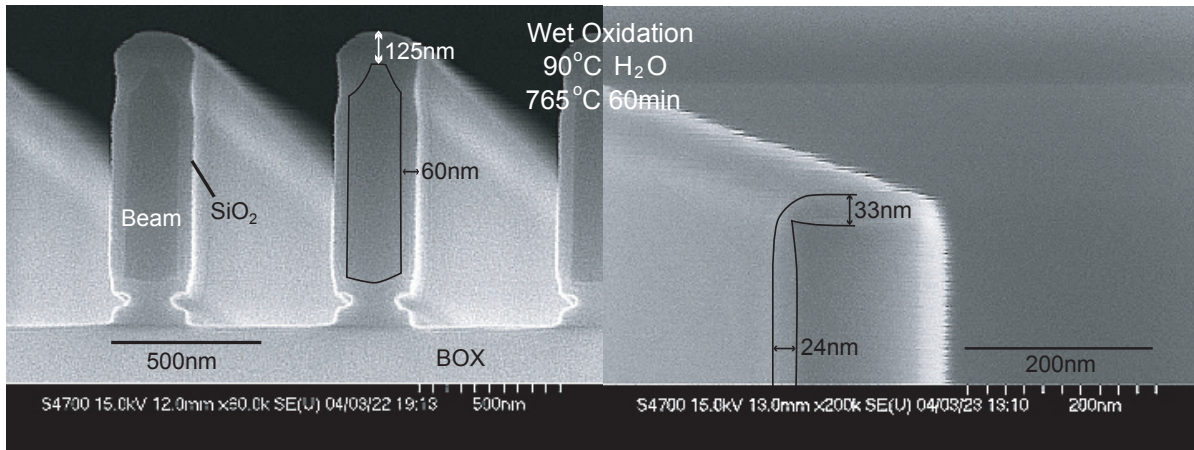 Wet Oxidation
90°C H₂O
765°C 60min
125nm
60nm
SiO₂
Beam
500nm
BOX
33nm
24nm
200nm
S4700 15.0kV 12.0mm x60.0k SE(U) 04/03/22 19:13 500nm
S4700 15.0kV 13.0mm x200k SE(U) 04/03/23 13:10 200nm